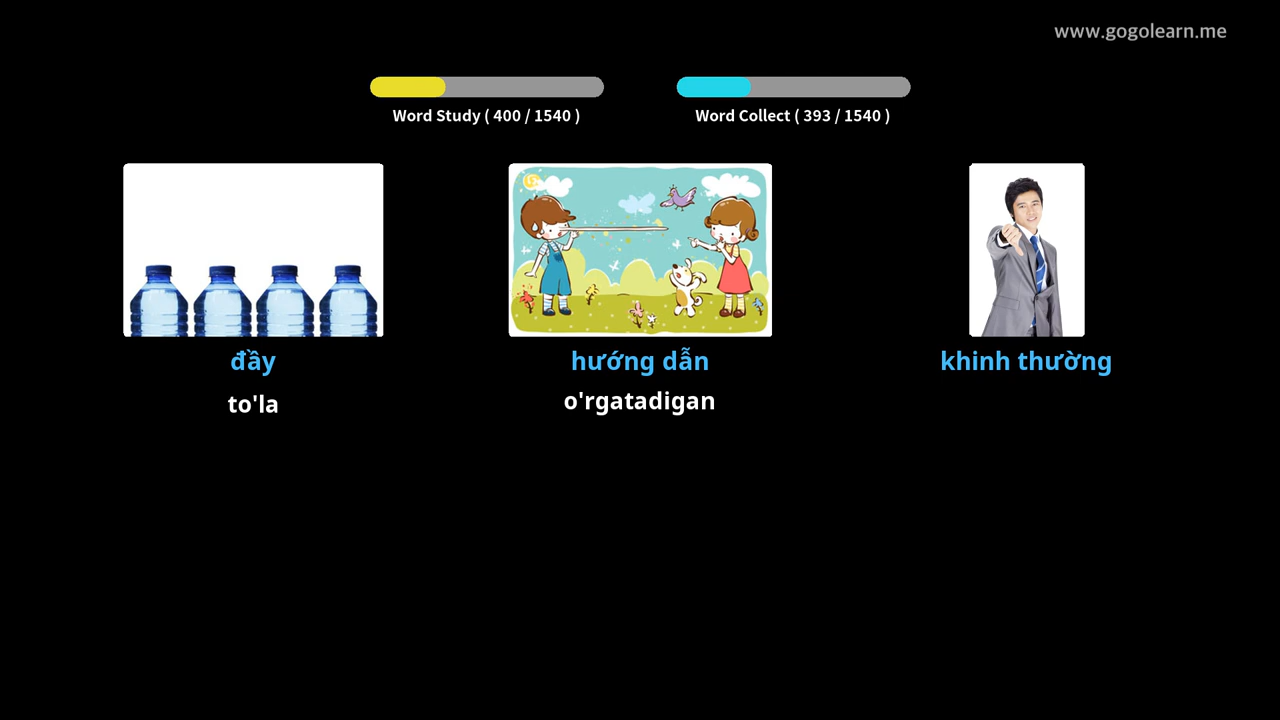 www.gogolearn.me
Word Study ( 400 / 1540 )
Word Collect ( 393 / 1540 )
đầy
to'la
hướng dẫn
o'rgatadigan
khinh thường